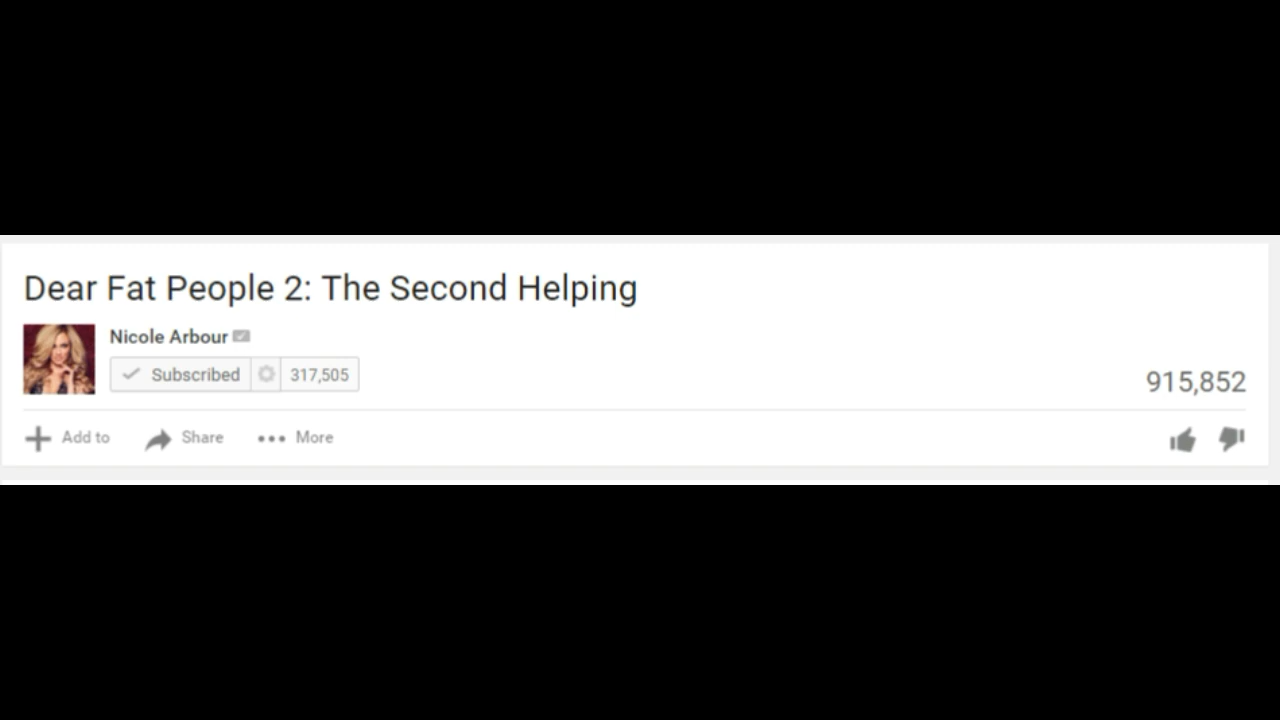 Dear Fat People 2: The Second Helping
Nicole Arbour
Subscribed 317,505
915,852
Add to Share More